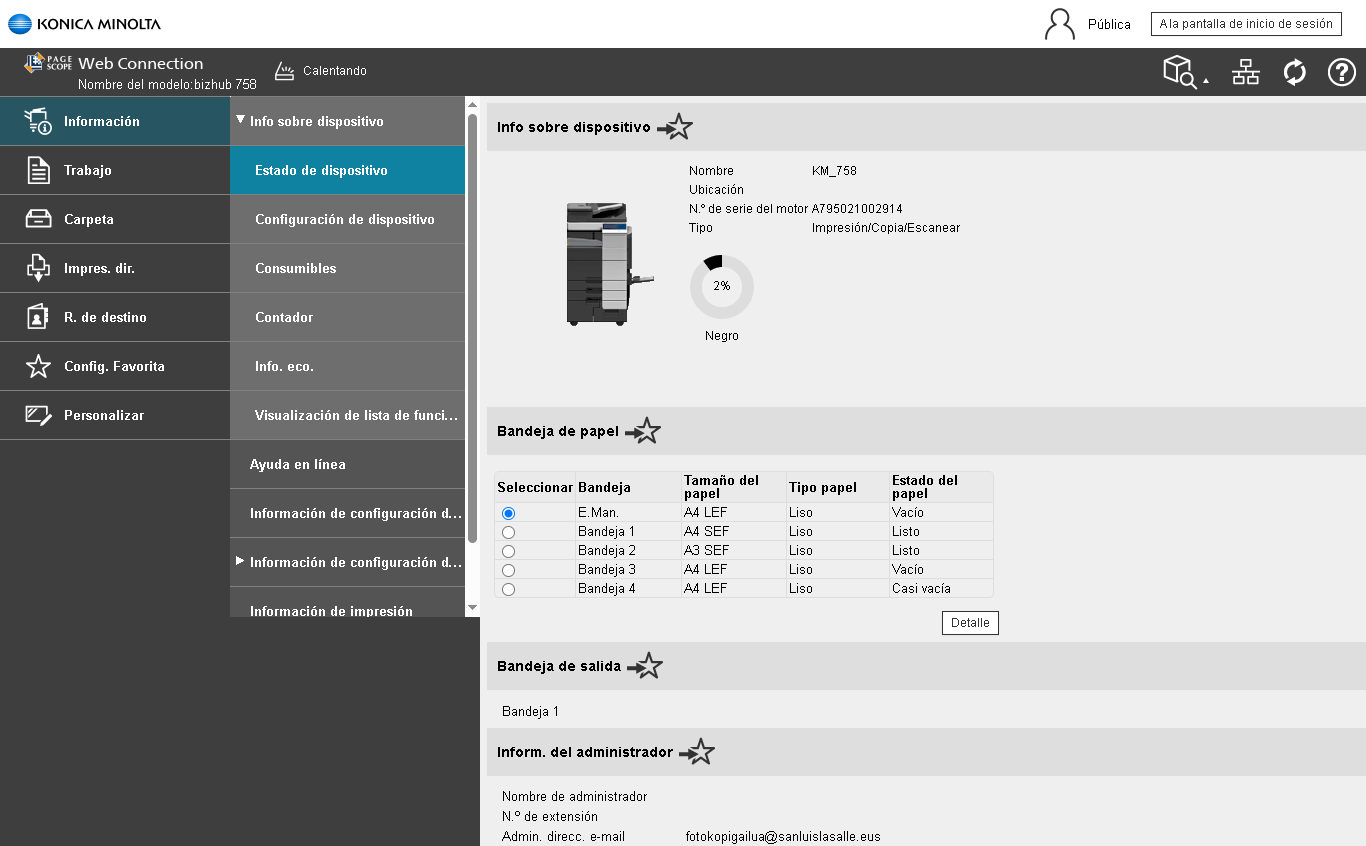 KONICA MINOLTA
Pública
A la pantalla de inicio de sesión
PAGE SCOPE Web Connection
Nombre del modelo:bizhub 758
Calentando
Información
Trabajo
Carpeta
Impres. dir.
R. de destino
Config. Favorita
Personalizar
Info sobre dispositivo
Estado de dispositivo
Configuración de dispositivo
Consumibles
Contador
Info. eco.
Visualización de lista de funci...
Ayuda en línea
Información de configuración d...
Información de configuración d...
Información de impresión
Info sobre dispositivo
Nombre KM_758
Ubicación
N.º de serie del motor A795021002914
Tipo Impresión/Copia/Escanear
2%
Negro
Bandeja de papel
Seleccionar Bandeja Tamaño del papel Tipo papel Estado del papel
E.Man. A4 LEF Liso Vacío
Bandeja 1 A4 SEF Liso Listo
Bandeja 2 A3 SEF Liso Listo
Bandeja 3 A4 LEF Liso Vacío
Bandeja 4 A4 LEF Liso Casi vacía
Detalle
Bandeja de salida
Bandeja 1
Inform. del administrador
Nombre de administrador
N.º de extensión
Admin. direcc. e-mail fotokopigailua@sanluislasalle.eus